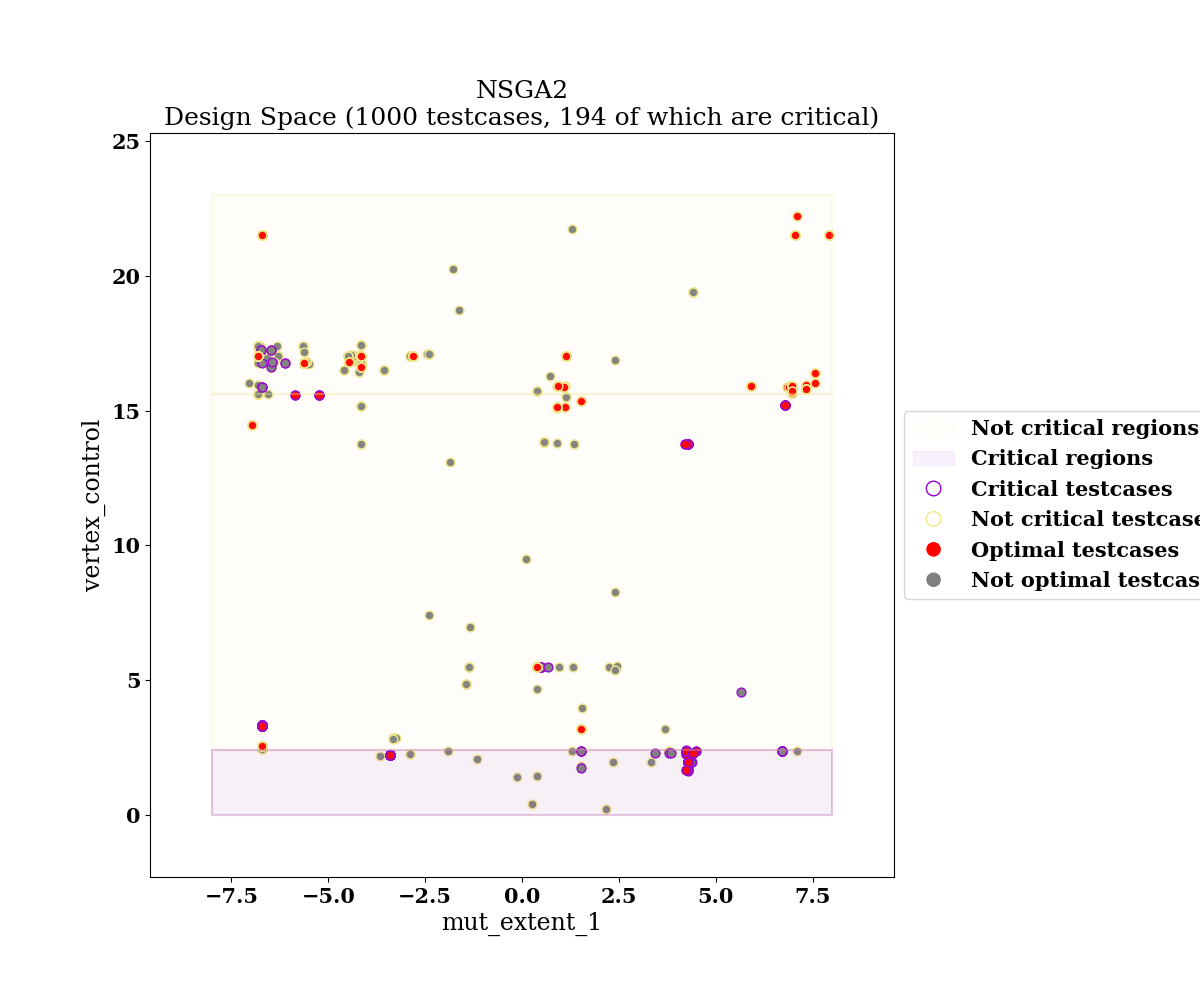 NSGA2
Design Space (1000 testcases, 194 of which are critical)
25
20
15
10
5
0
vertex_control
−7.5
−5.0
−2.5
0.0
2.5
5.0
7.5
mut_extent_1
Not critical regions
Critical regions
Critical testcases
Not critical testcase
Optimal testcases
Not optimal testcas